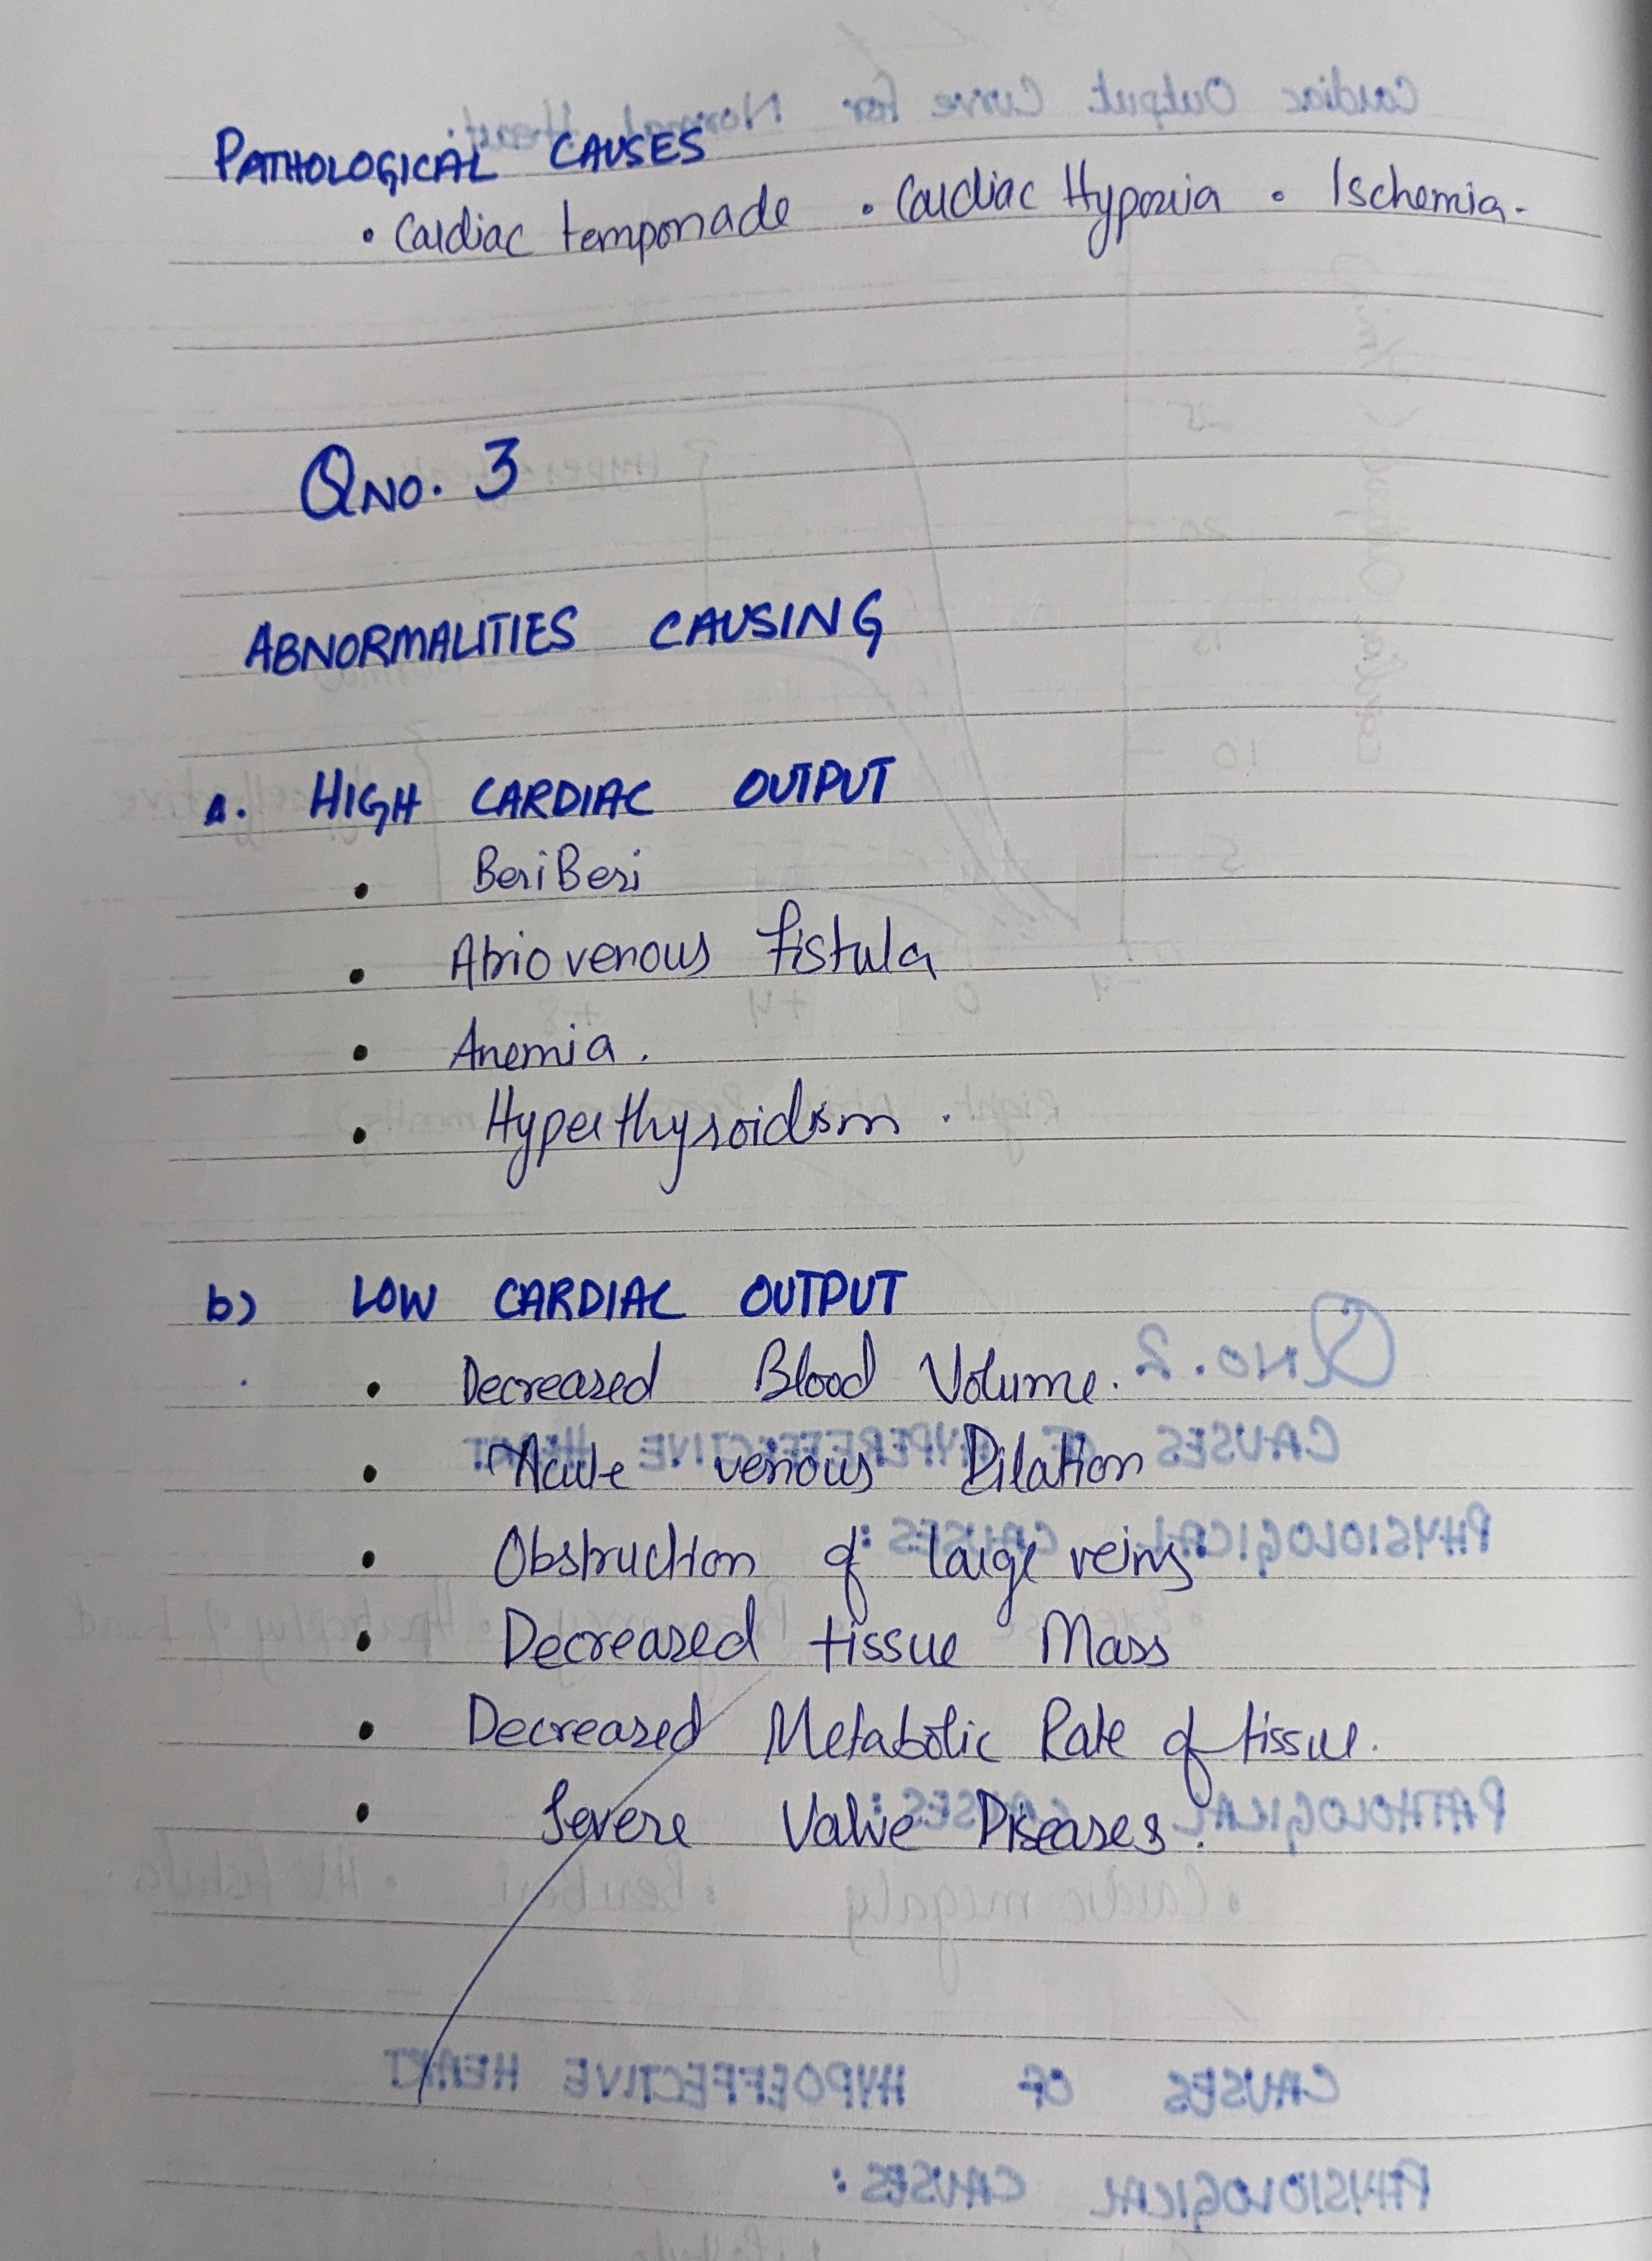 PATHOLOGICAL CAUSES
• Cardiac temponade • Cardiac Hypoxia • Ischemia.
QNO. 3
ABNORMALITIES CAUSING
A. HIGH CARDIAC OUTPUT
• BeriBeri
• Atriovenous fistula
• Anemia.
• Hyperthyroidism.
b) LOW CARDIAC OUTPUT
• Decreased Blood Volume.
• Acute venous Dilation
• Obstruction of large veins
• Decreased tissue Mass
• Decreased Metabolic Rate of tissue.
• Severe Valve Diseases.